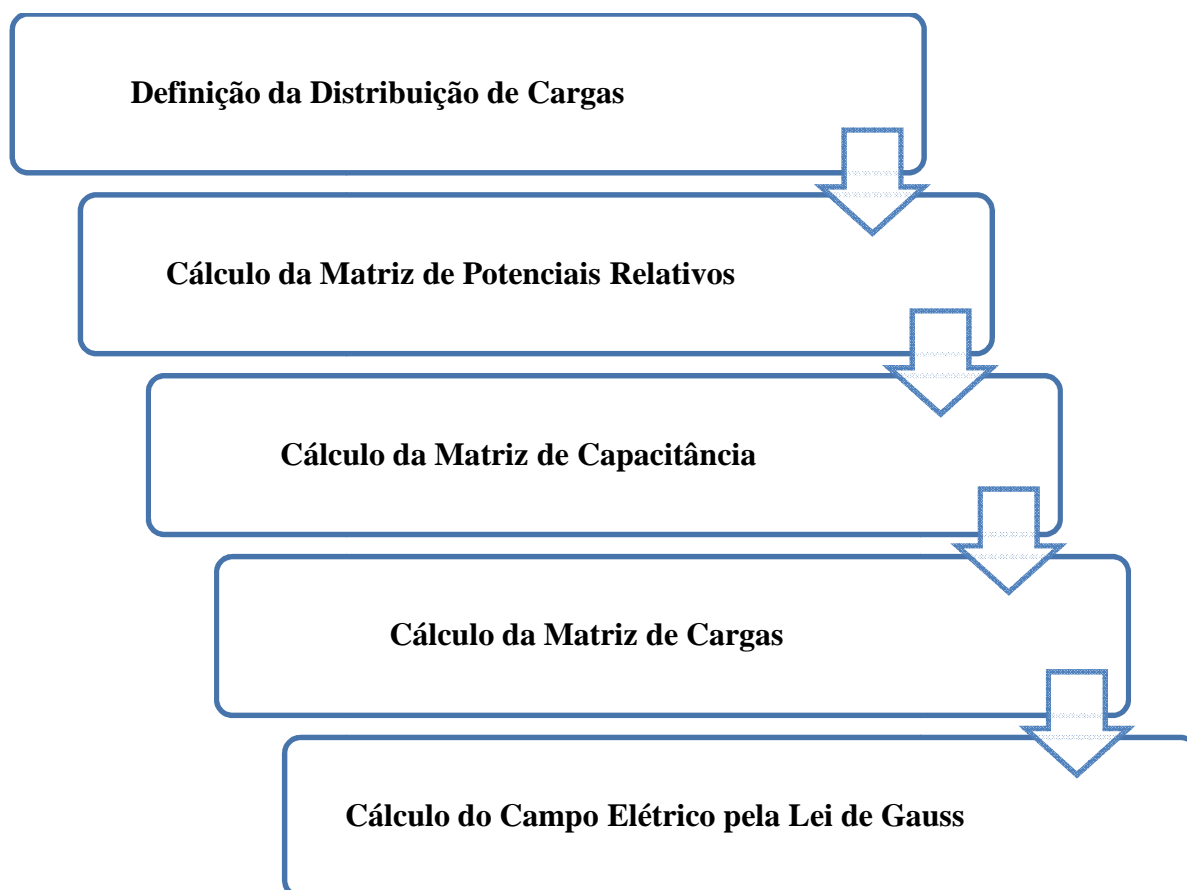 Definição da Distribuição de Cargas
Cálculo da Matriz de Potenciais Relativos
Cálculo da Matriz de Capacitância
Cálculo da Matriz de Cargas
Cálculo do Campo Elétrico pela Lei de Gauss